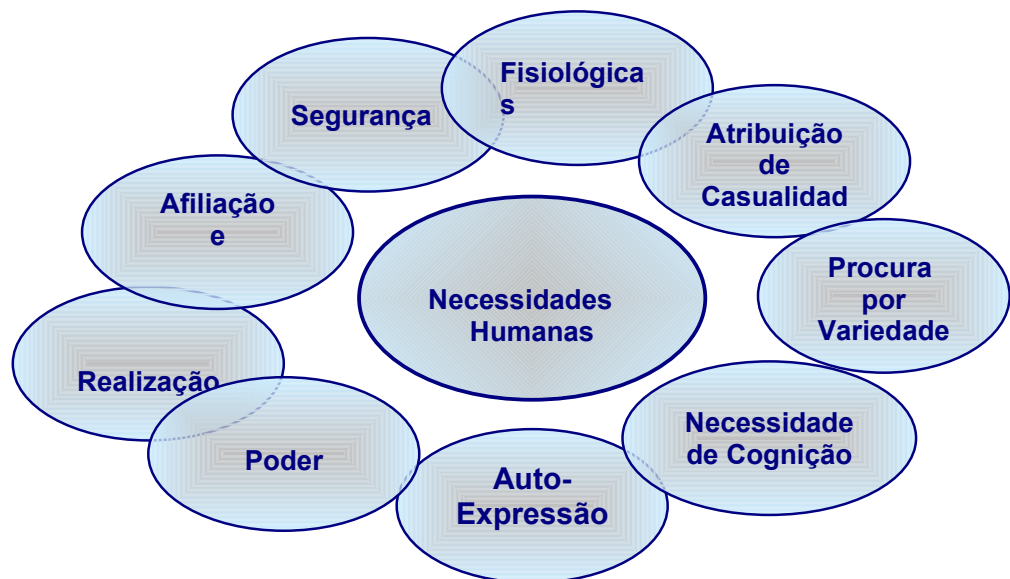 Fisiológica
s
Segurança
Atribuição
de
Casualidad
Afiliação
e
Procura
por
Variedade
Necessidades
Humanas
Realização
Necessidade
de Cognição
Poder
Auto-
Expressão